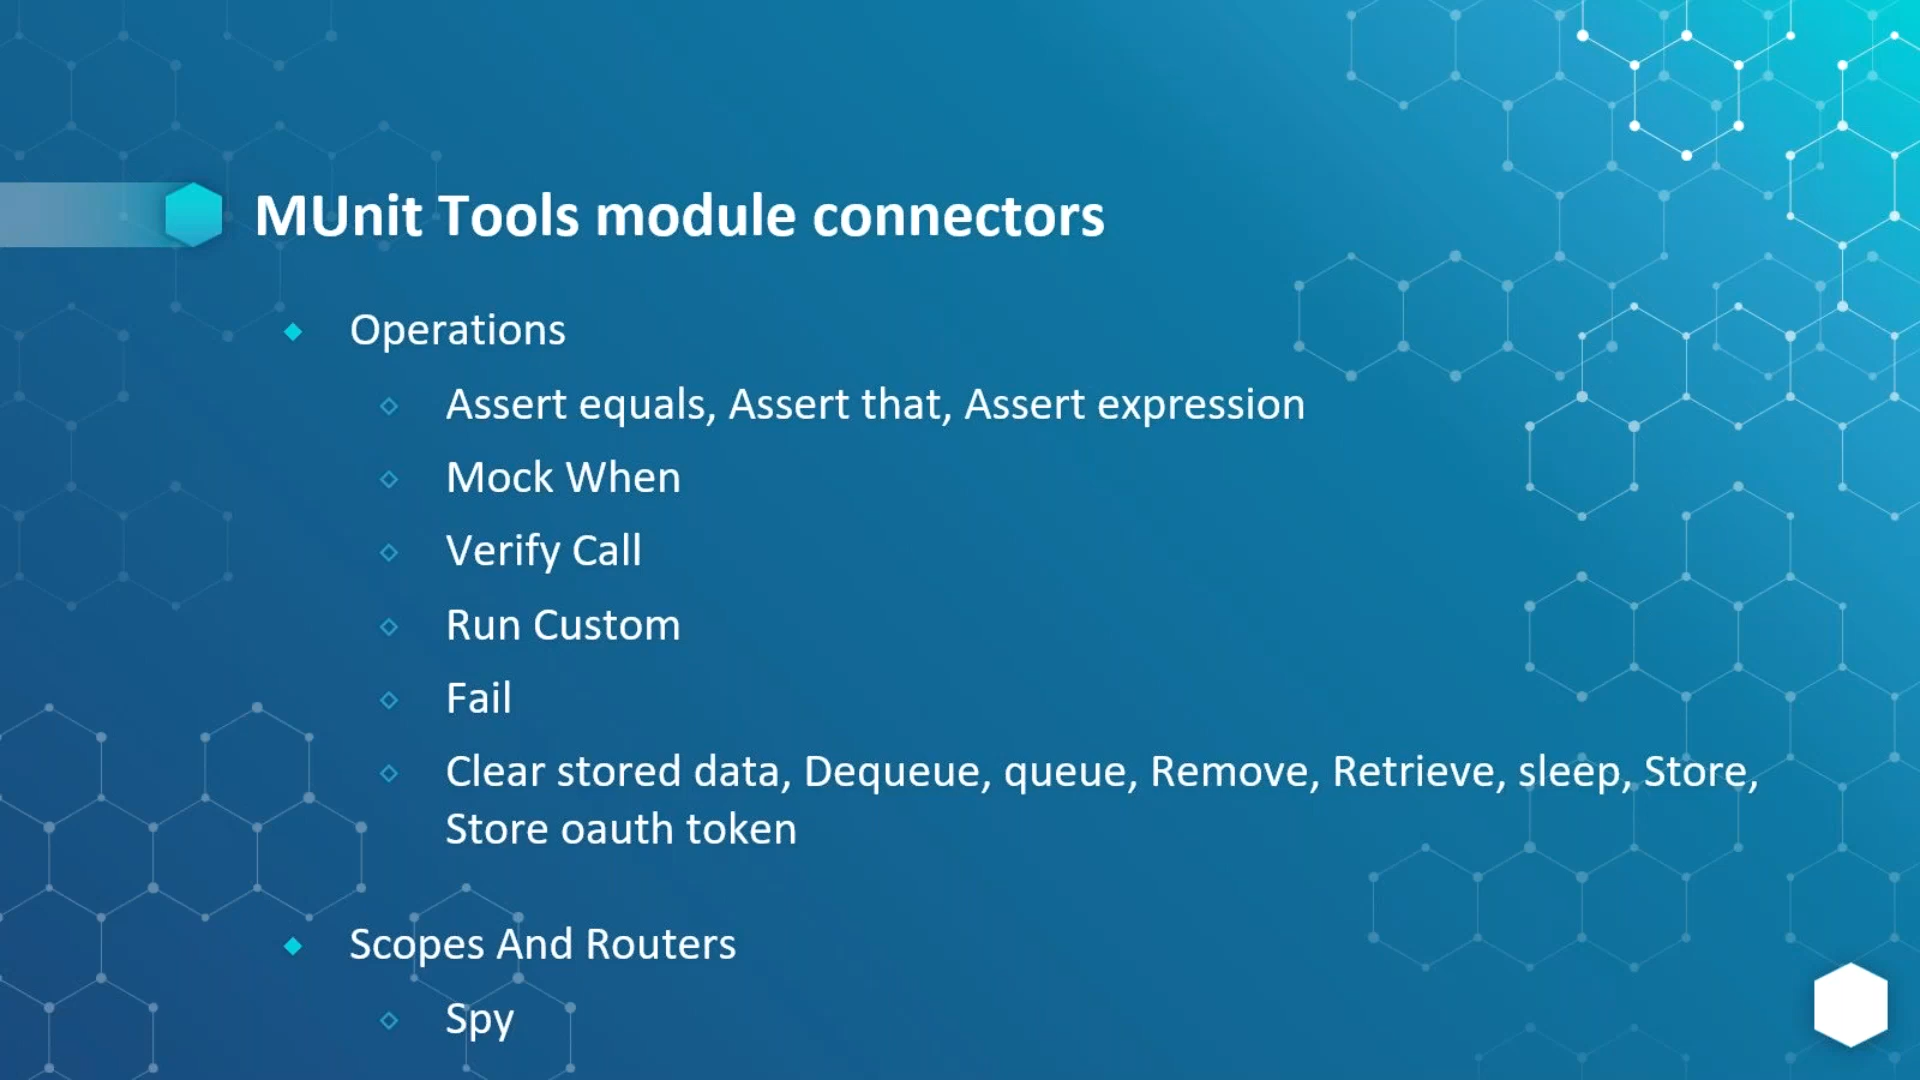 MUnit Tools module connectors
Operations
Assert equals, Assert that, Assert expression
Mock When
Verify Call
Run Custom
Fail
Clear stored data, Dequeue, queue, Remove, Retrieve, sleep, Store,
Store oauth token
Scopes And Routers
Spy